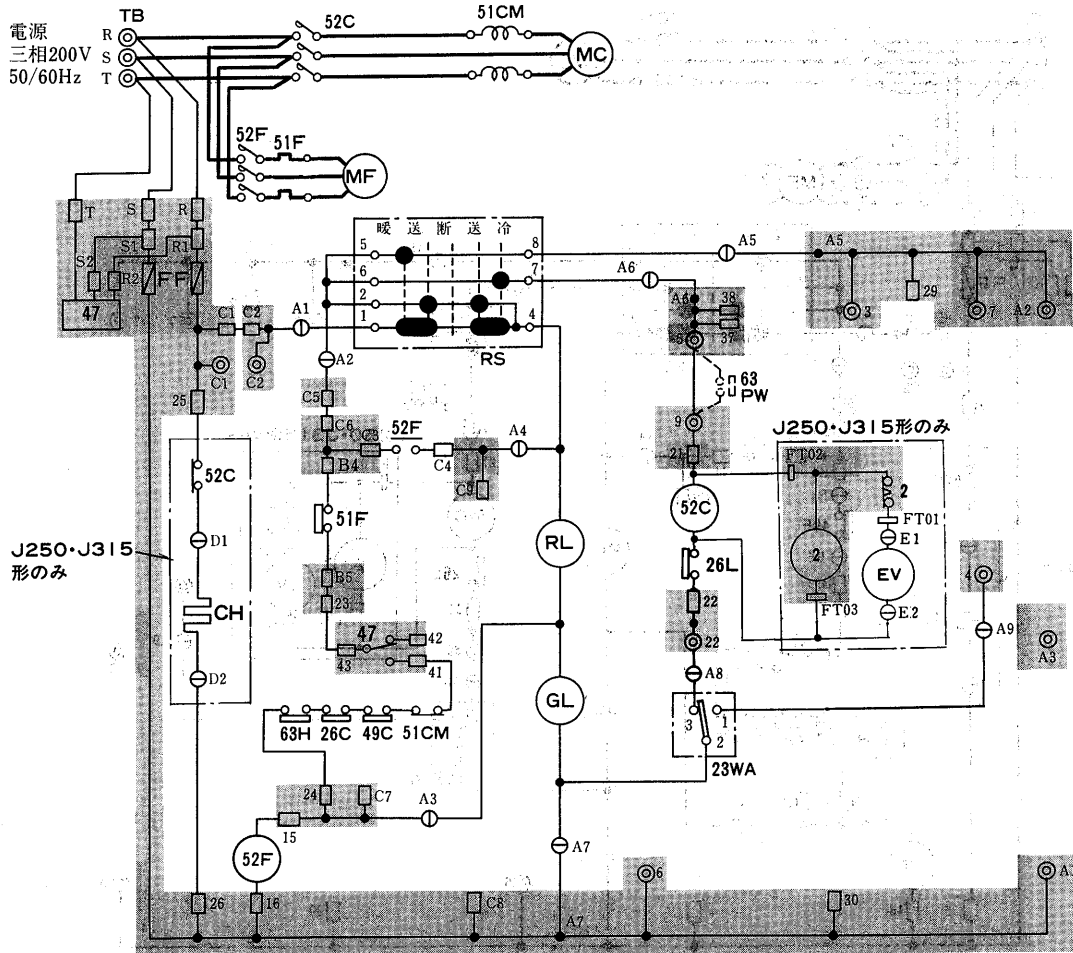 電源
三相200V
50/60Hz
TB
R
S
T
52C
51CM
MC
52F
51F
MF
T
S
R
S1
R1
S2
R2
FF
47
C1
C2
A1
C1
C2
暖 送 断 送 冷
5
8
6
7
2
1
4
RS
A5
A6
A5
3
29
7
A2
A6
38
37
8
63
PW
9
21
A2
C5
C6
C3
52F
C4
A4
C9
B4
51F
B5
23
47
42
43
41
63H
26C
49C
51CM
24
C7
A3
15
52F
16
25
52C
D1
J250・J315
形のみ
CH
D2
26
RL
GL
A7
A7
C8
52C
26L
22
22
A8
3
1
2
23WA
J250・J315形のみ
FT02
2
2
FT01
E1
EV
E.2
FT03
4
A9
A3
6
30